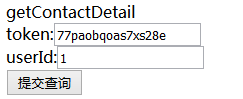 getContactDetail
token:77paobqoas7xs28e
userId:1
提交查询